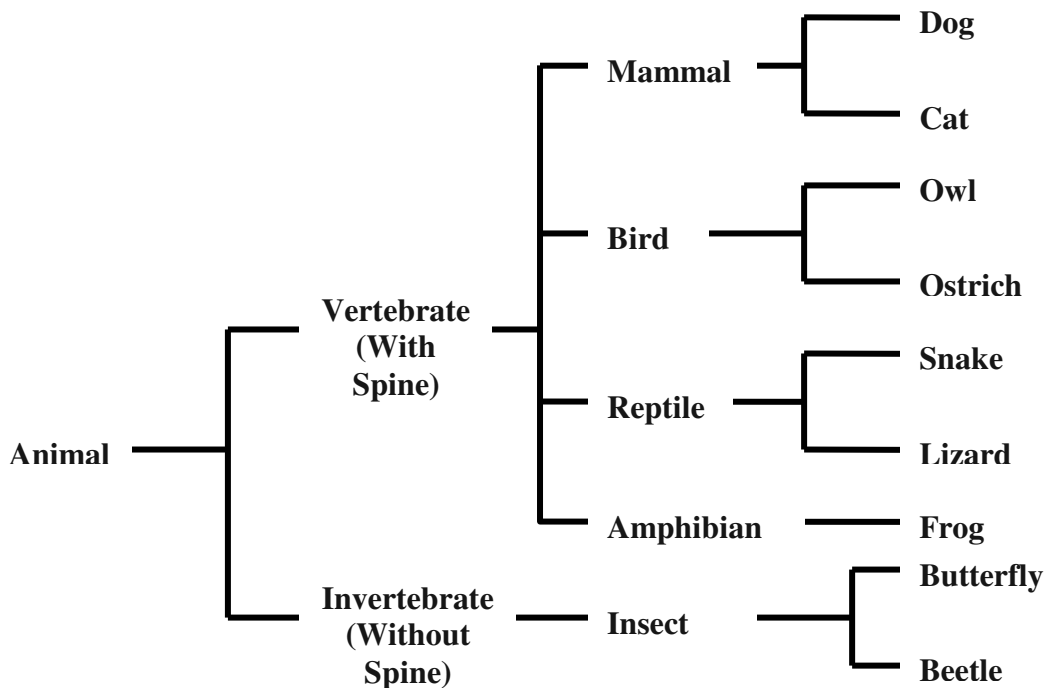 Dog
Mammal
Cat
Owl
Bird
Ostrich
Vertebrate
(With
Spine)
Snake
Reptile
Animal
Lizard
Amphibian
Frog
Butterfly
Invertebrate
(Without
Spine)
Insect
Beetle